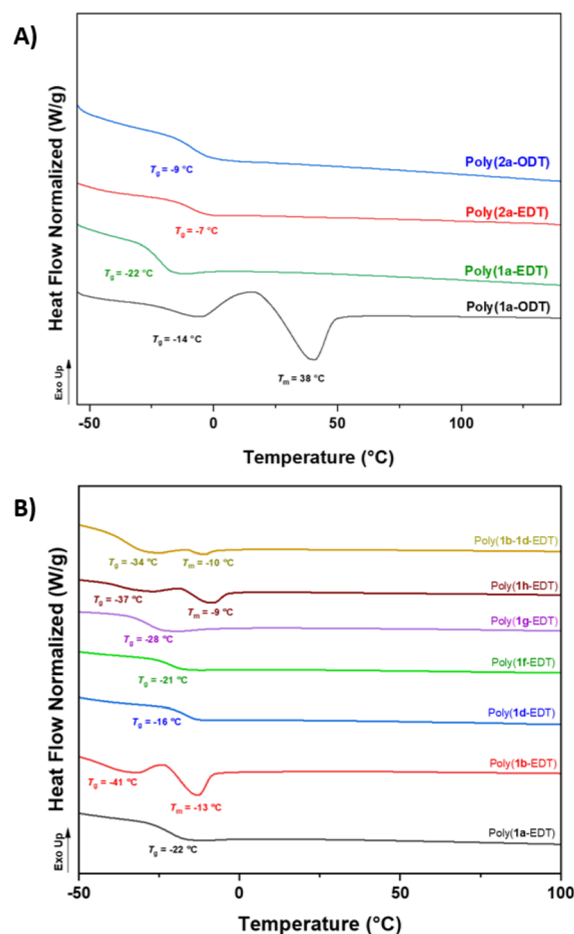 A)
Heat Flow Normalized (W/g)
Exo Up
Poly(2a-ODT)
Tg = -9 °C
Poly(2a-EDT)
Tg = -7 °C
Poly(1a-EDT)
Tg = -22 °C
Poly(1a-ODT)
Tg = -14 °C
Tm = 38 °C
-50 0 50 100
Temperature (°C)
B)
Heat Flow Normalized (W/g)
Exo Up
Poly(1b-1d-EDT)
Tg = -34 °C Tm = -10 °C
Poly(1h-EDT)
Tg = -37 °C Tm = -9 °C
Poly(1g-EDT)
Tg = -28 °C
Poly(1f-EDT)
Tg = -21 °C
Poly(1d-EDT)
Tg = -16 °C
Poly(1b-EDT)
Tg = -41 °C
Tm = -13 °C
Poly(1a-EDT)
Tg = -22 °C
-50 0 50 100
Temperature (°C)